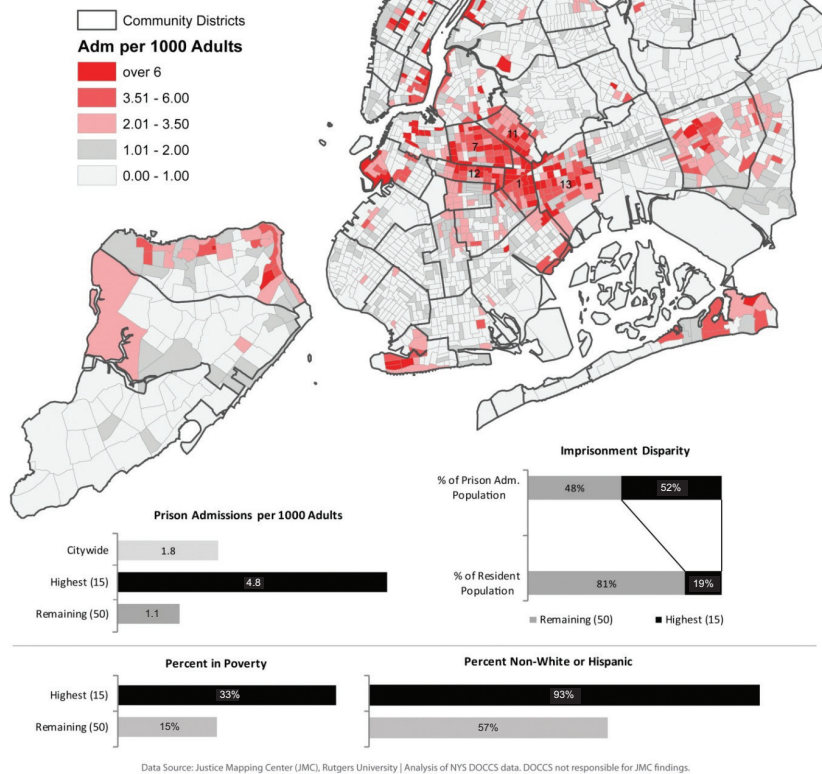 Community Districts
Adm per 1000 Adults
over 6
3.51 - 6.00
2.01 - 3.50
1.01 - 2.00
0.00 - 1.00
11
7
12
1
13
Imprisonment Disparity
% of Prison Adm.
Population
48%
52%
% of Resident
Population
81%
19%
Remaining (50)
Highest (15)
Prison Admissions per 1000 Adults
Citywide
1.8
Highest (15)
4.8
Remaining (50)
1.1
Percent in Poverty
Highest (15)
33%
Remaining (50)
15%
Percent Non-White or Hispanic
93%
57%
Data Source: Justice Mapping Center (JMC), Rutgers University | Analysis of NYS DOCCS data. DOCCS not responsible for JMC findings.